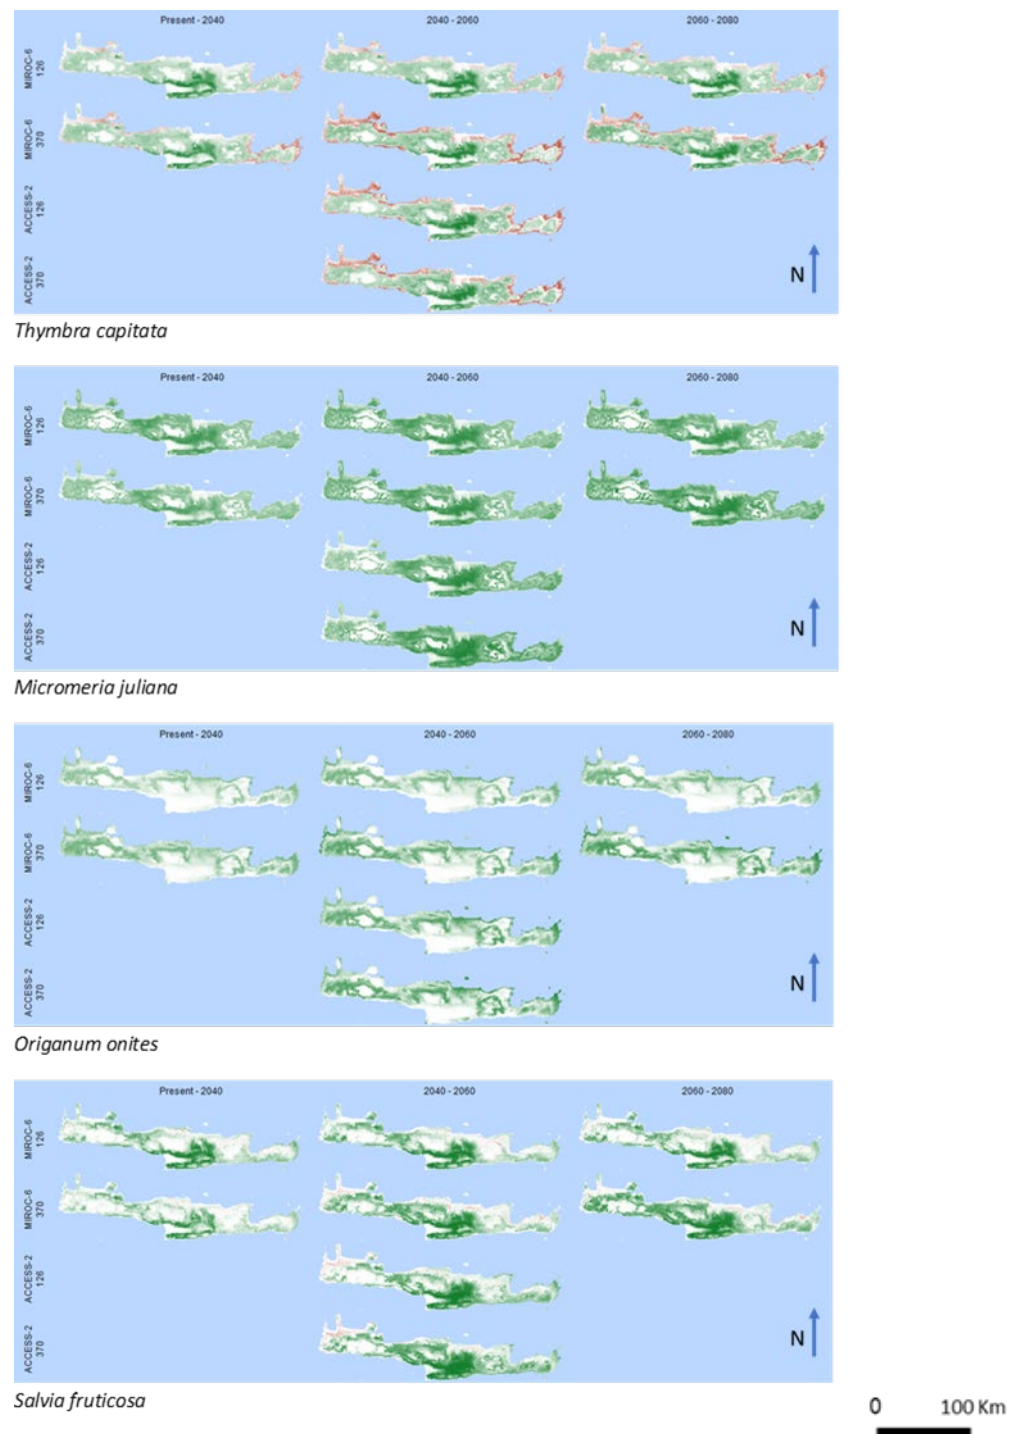 Present - 2040 2040 - 2060 2060 - 2080
MIROC-6
126
MIROC-6
370
ACCESS-2
126
ACCESS-2
370
N
Thymbra capitata
Present - 2040 2040 - 2060 2060 - 2080
MIROC-6
126
MIROC-6
370
ACCESS-2
126
ACCESS-2
370
N
Micromeria juliana
Present - 2040 2040 - 2060 2060 - 2080
MIROC-6
126
MIROC-6
370
ACCESS-2
126
ACCESS-2
370
N
Origanum onites
Present - 2040 2040 - 2060 2060 - 2080
MIROC-6
126
MIROC-6
370
ACCESS-2
126
ACCESS-2
370
N
Salvia fruticosa
0 100 Km